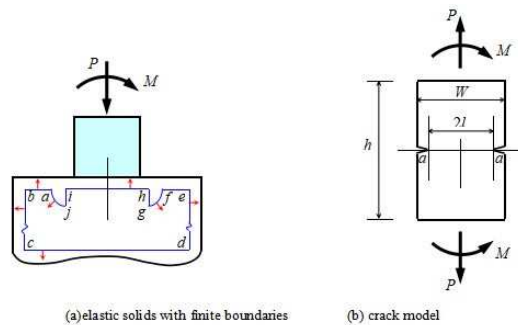 P
M
b a i h f e
j g
c d
(a)elastic solids with finite boundaries
P
M
W
2l
h
a a
M
P
(b) crack model